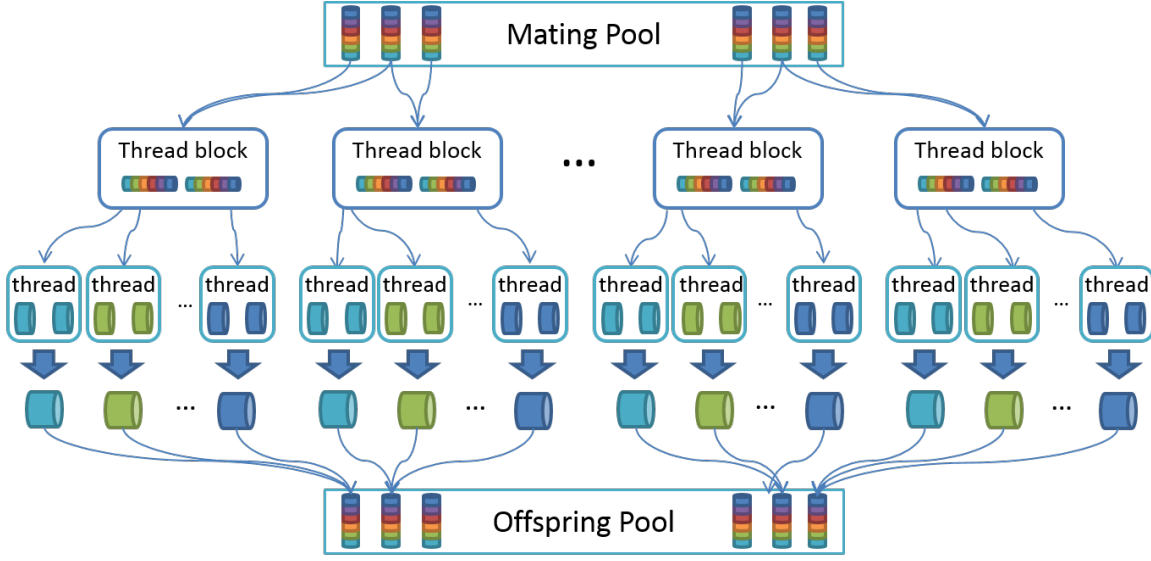 Mating Pool
Thread block Thread block ... Thread block Thread block
thread thread ... thread thread thread ... thread thread thread ... thread thread thread ... thread
... ... ... ...
Offspring Pool